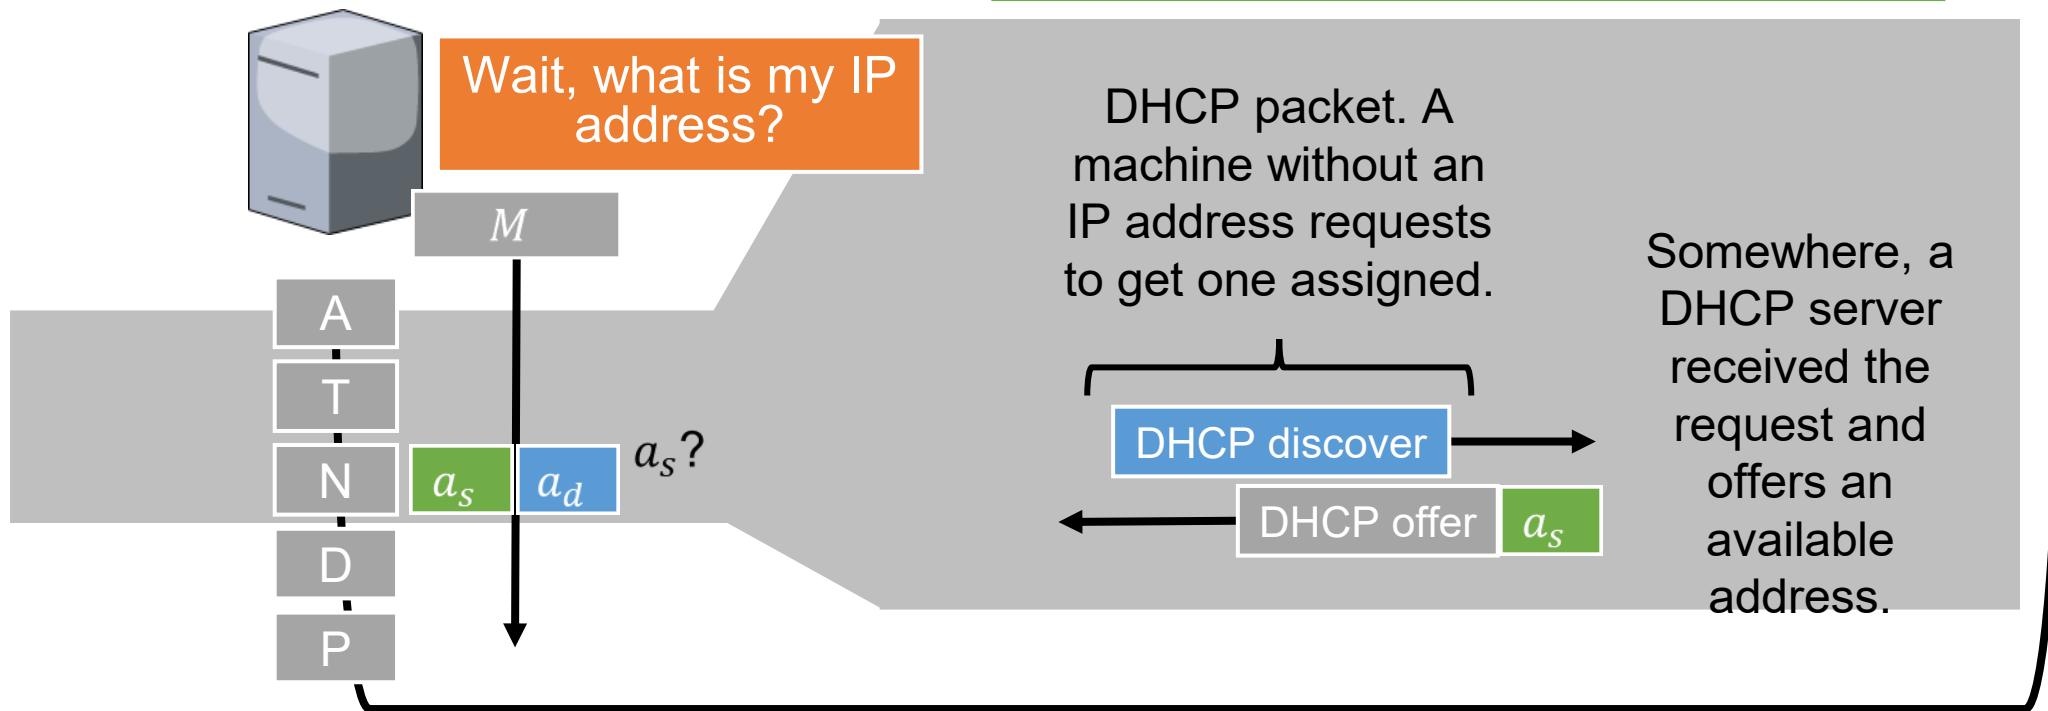 Wait, what is my IP
address?
M
A
T
N
D
P
a_s
a_d
a_s?
DHCP packet. A
machine without an
IP address requests
to get one assigned.
DHCP discover
DHCP offer
a_s
Somewhere, a
DHCP server
received the
request and
offers an
available
address.